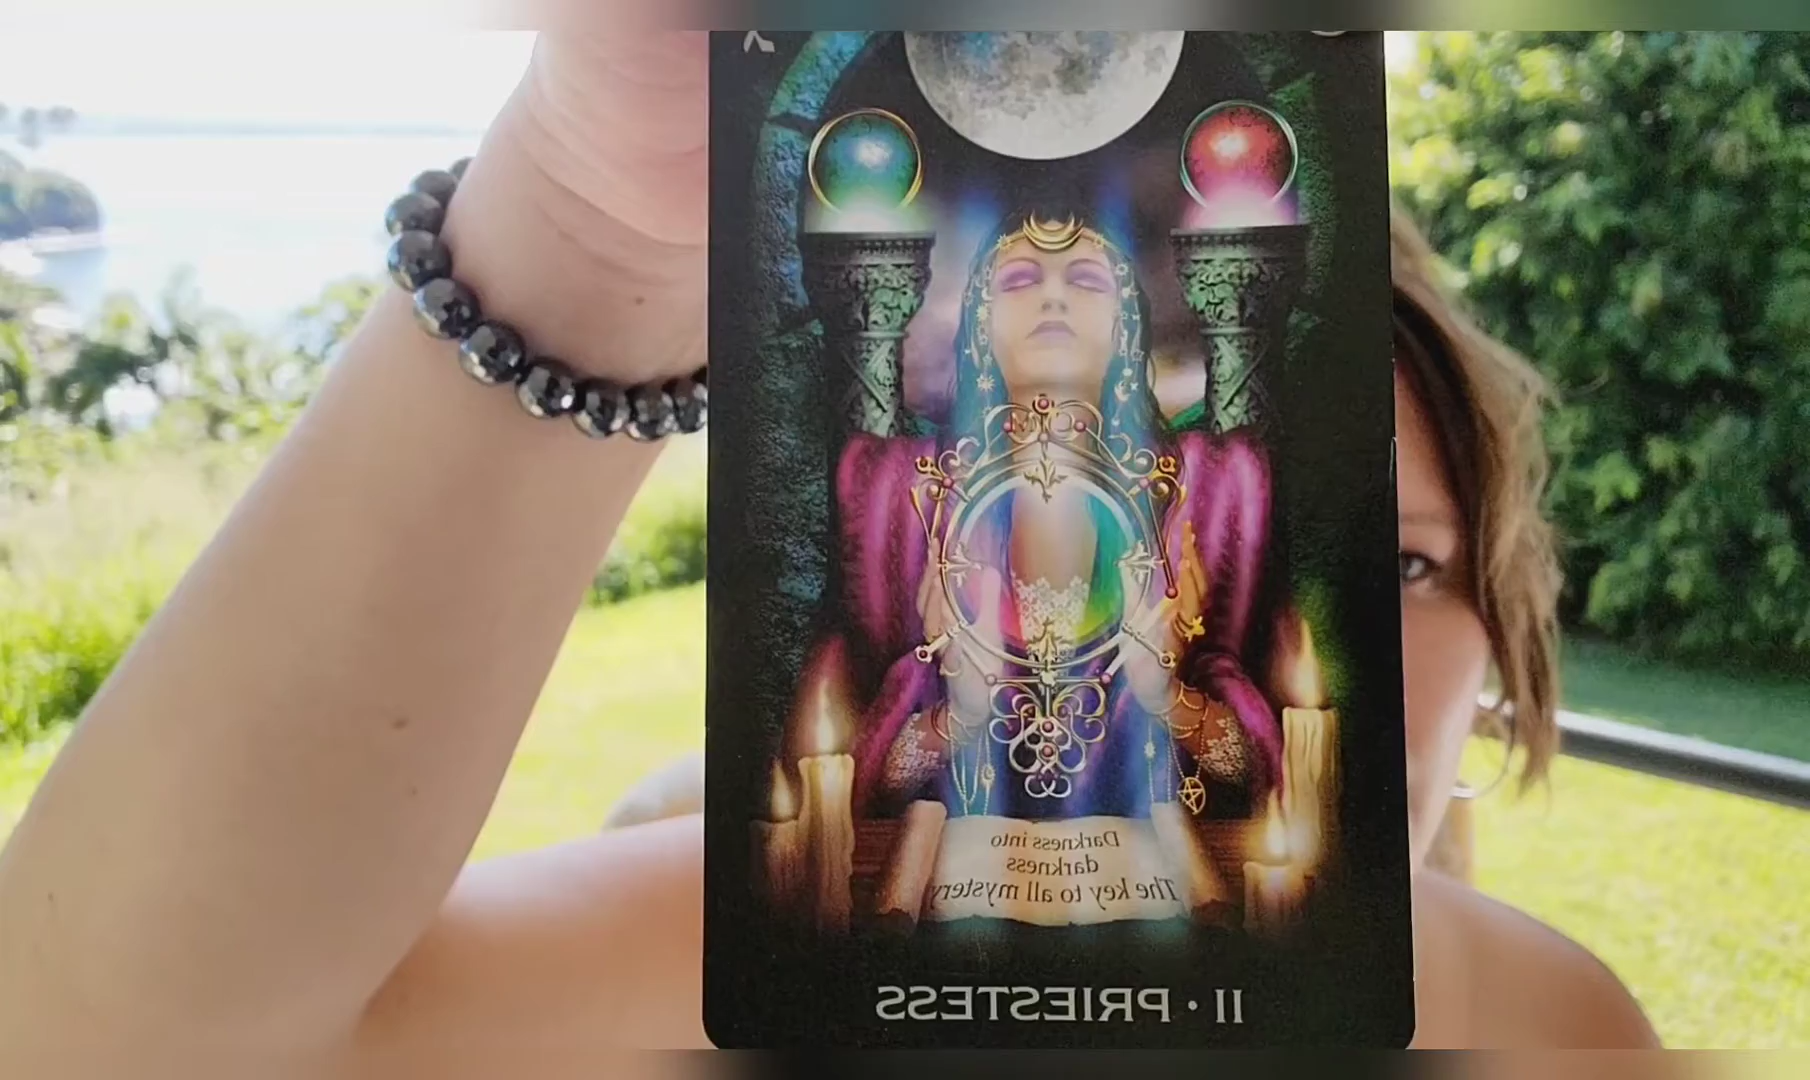 Darkness into
darkness
The key to all mystery
II · PRIESTESS